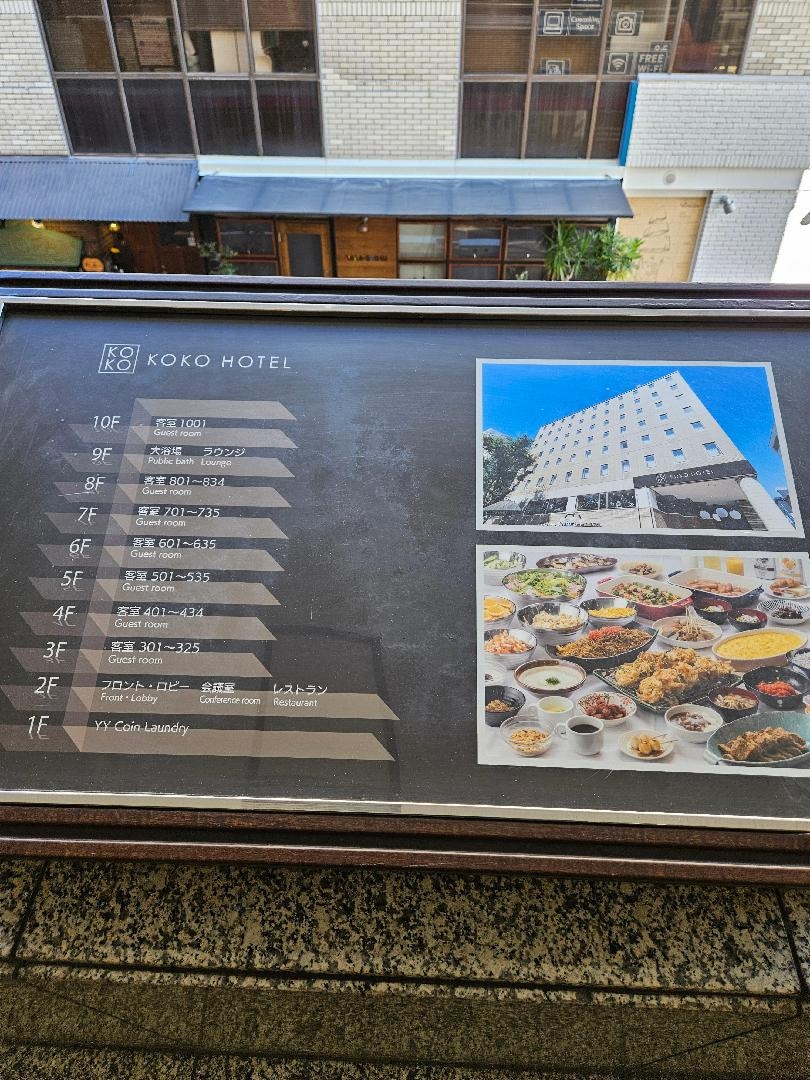 Coworking
Space
FREE
Wi-Fi
KO
KO
KOKO HOTEL
10F 客室 1001
Guest room
9F 大浴場 ラウンジ
Public bath Lounge
8F 客室 801～834
Guest room
7F 客室 701～735
Guest room
6F 客室 601～635
Guest room
5F 客室 501～535
Guest room
4F 客室 401～434
Guest room
3F 客室 301～325
Guest room
2F フロント・ロビー 会議室 レストラン
Front・Lobby Conference room Restaurant
1F YY Coin Laundry
KOKO HOTEL